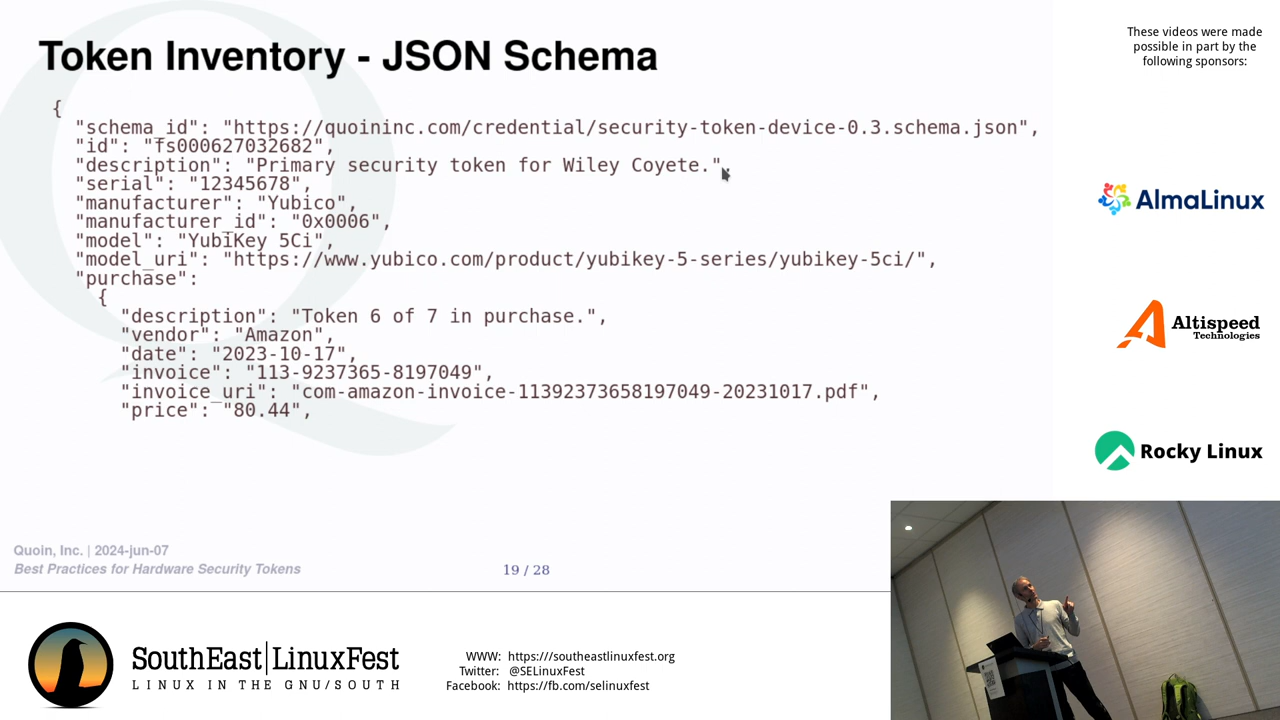 Token Inventory - JSON Schema
{
"schema_id": "https://quoininc.com/credential/security-token-device-0.3.schema.json",
"id": "fs000627032682",
"description": "Primary security token for Wiley Coyete.",
"serial": "12345678",
"manufacturer": "Yubico",
"manufacturer_id": "0x0006",
"model": "YubiKey 5Ci",
"model_uri": "https://www.yubico.com/product/yubikey-5-series/yubikey-5ci/",
"purchase":
{
"description": "Token 6 of 7 in purchase.",
"vendor": "Amazon",
"date": "2023-10-17",
"invoice": "113-9237365-8197049",
"invoice_uri": "com-amazon-invoice-11392373658197049-20231017.pdf",
"price": "80.44",
Quoin, Inc. | 2024-jun-07
Best Practices for Hardware Security Tokens
19 / 28
These videos were made
possible in part by the
following sponsors:
AlmaLinux
Altispeed
Technologies
Rocky Linux
SouthEast|LinuxFest
LINUX IN THE GNU/SOUTH
WWW: https:///southeastlinuxfest.org
Twitter: @SELinuxFest
Facebook: https://fb.com/selinuxfest